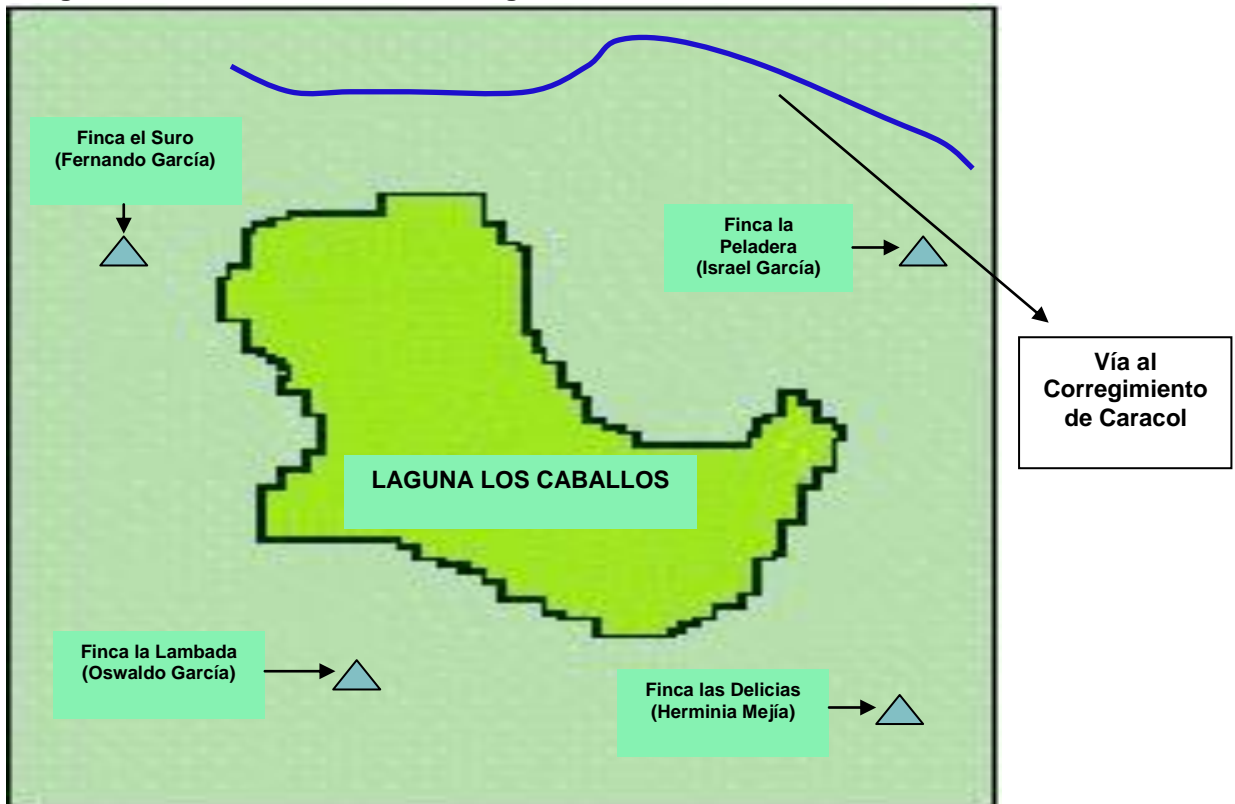 Finca el Suro
(Fernando García)
Finca la
Peladera
(Israel García)
Vía al
Corregimiento
de Caracol
LAGUNA LOS CABALLOS
Finca la Lambada
(Oswaldo García)
Finca las Delicias
(Herminia Mejía)